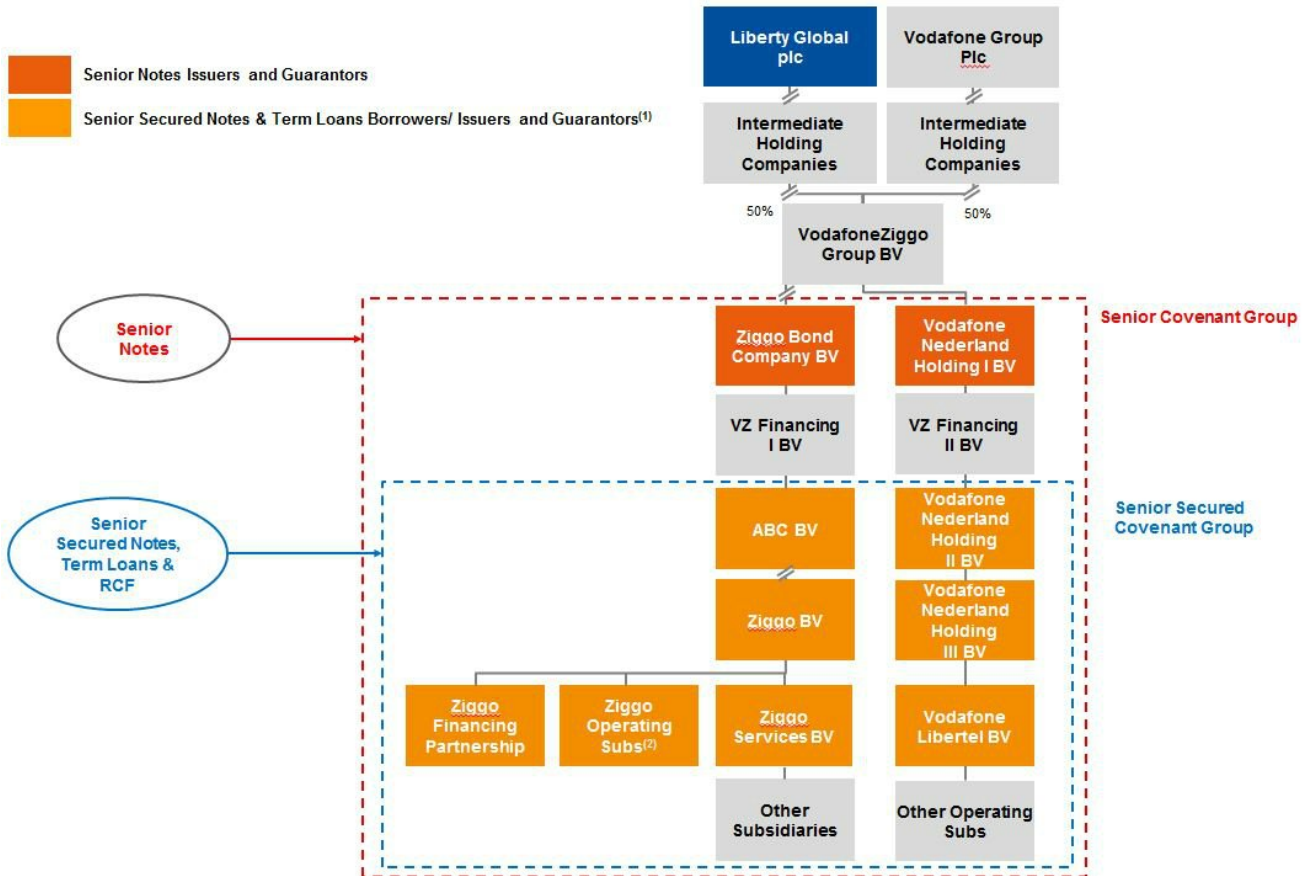 Liberty Global
plc
Vodafone Group
Plc
Senior Notes Issuers and Guarantors
Senior Secured Notes & Term Loans Borrowers/ Issuers and Guarantors(1)
Intermediate
Holding
Companies
Intermediate
Holding
Companies
50%
50%
VodafoneZiggo
Group BV
Senior
Notes
Ziggo Bond
Company BV
Vodafone
Nederland
Holding I BV
Senior Covenant Group
VZ Financing
I BV
VZ Financing
II BV
Senior
Secured Notes,
Term Loans &
RCF
ABC BV
Vodafone
Nederland
Holding
II BV
Senior Secured
Covenant Group
Ziggo BV
Vodafone
Nederland
Holding
III BV
Ziggo
Financing
Partnership
Ziggo
Operating
Subs(2)
Ziggo
Services BV
Vodafone
Libertel BV
Other
Subsidiaries
Other Operating
Subs